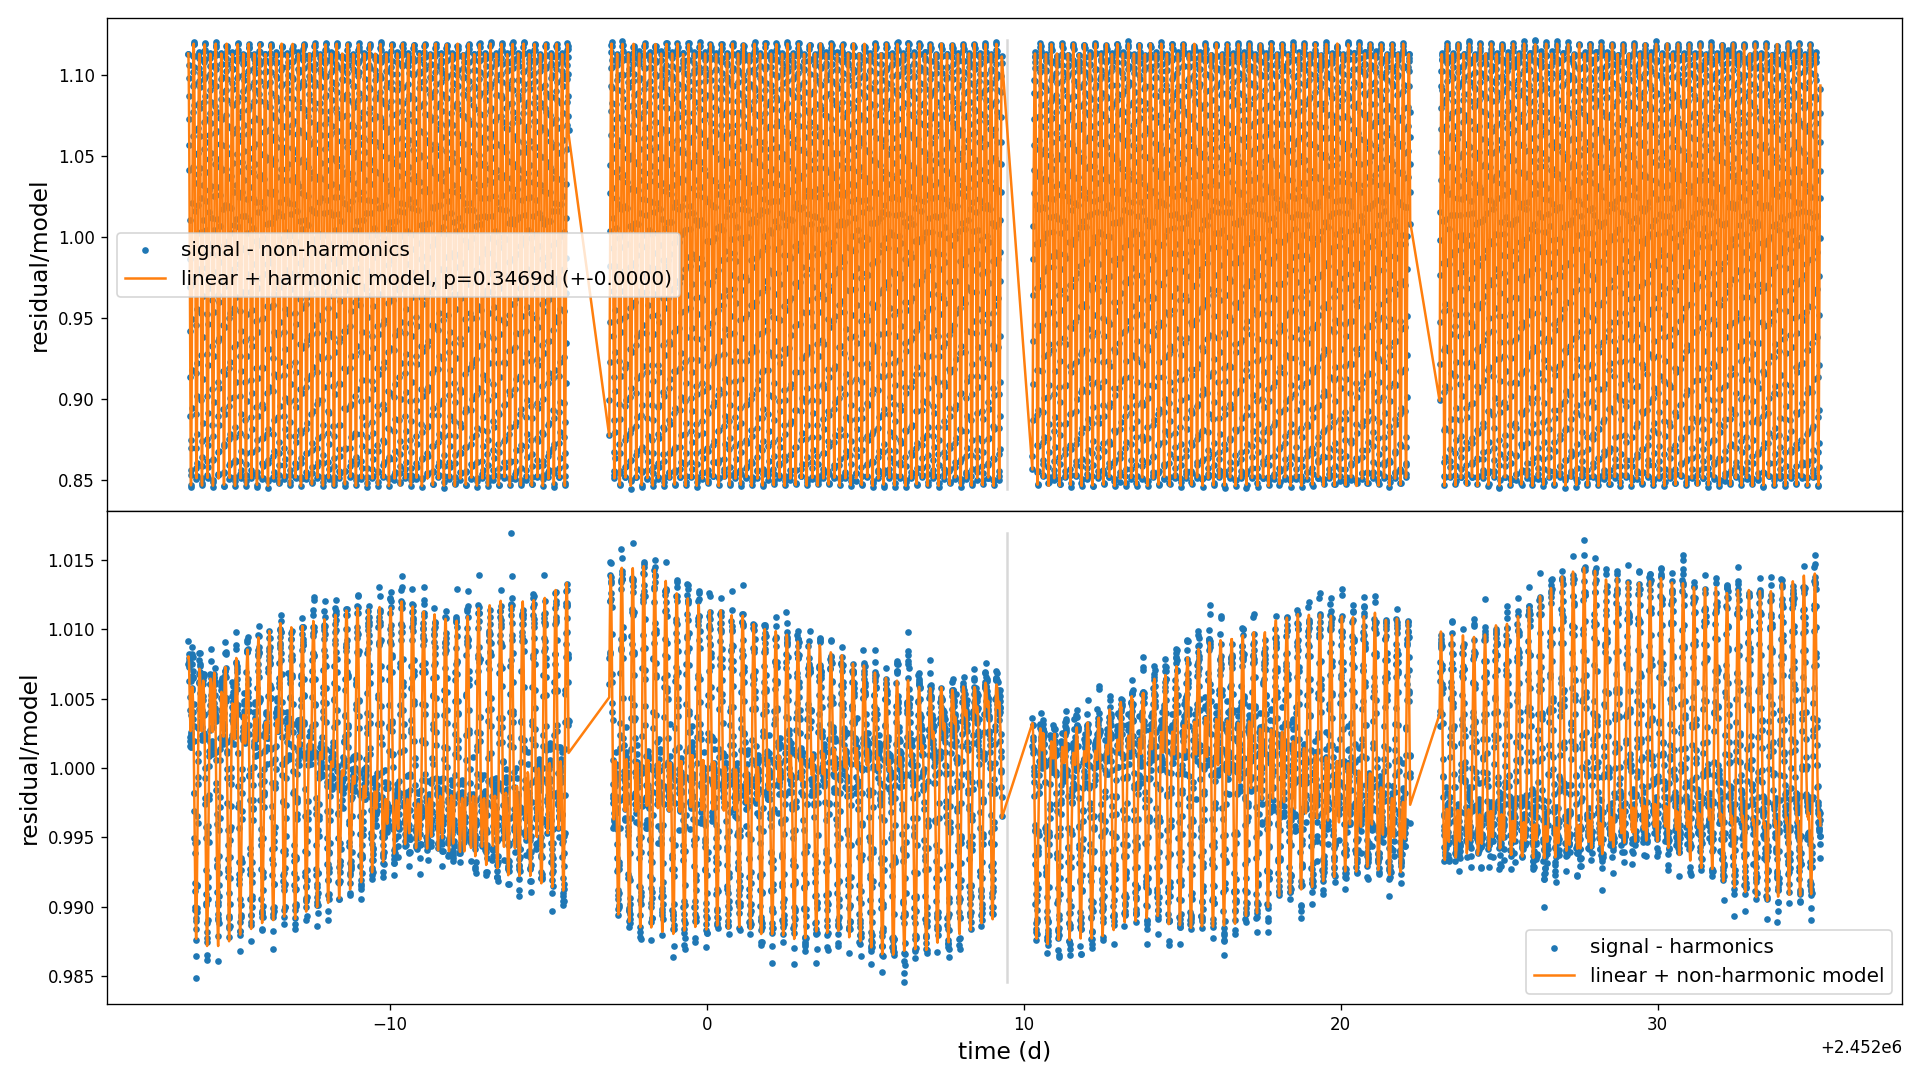 1.10
1.05
1.00
0.95
0.90
0.85
residual/model
signal - non-harmonics
linear + harmonic model, p=0.3469d (+-0.0000)
1.015
1.010
1.005
1.000
0.995
0.990
0.985
residual/model
signal - harmonics
linear + non-harmonic model
−10
0
10
20
30
time (d)
+2.452e6